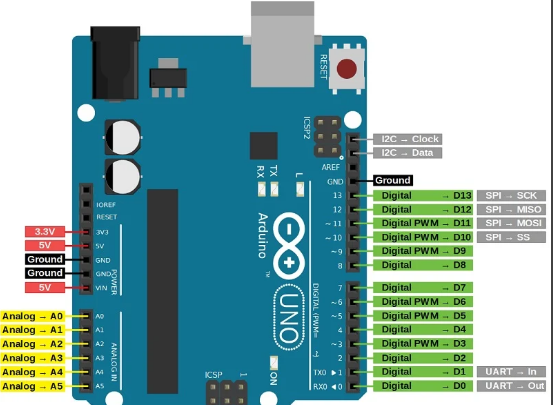 RESET
ICSP2
I2C → Clock
I2C → Data
AREF
GND
Ground
13
Digital → D13
SPI → SCK
12
Digital → D12
SPI → MISO
~11
Digital PWM → D11
SPI → MOSI
~10
Digital PWM → D10
SPI → SS
~9
Digital PWM → D9
8
Digital → D8
7
Digital → D7
~6
Digital PWM → D6
~5
Digital PWM → D5
4
Digital → D4
~3
Digital PWM → D3
2
Digital → D2
TX0 ▶ 1
Digital → D1
UART → In
RX0 ◀ 0
Digital → D0
UART → Out
RX
TX
L
Arduino
™
UNO
DIGITAL (PWM=
ON
ICSP
1
IOREF
RESET
3.3V
3V3
5V
5V
Ground
GND
Ground
GND
5V
VIN
POWER
Analog → A0
A0
Analog → A1
A1
Analog → A2
A2
Analog → A3
A3
Analog → A4
A4
Analog → A5
A5
ANALOG IN